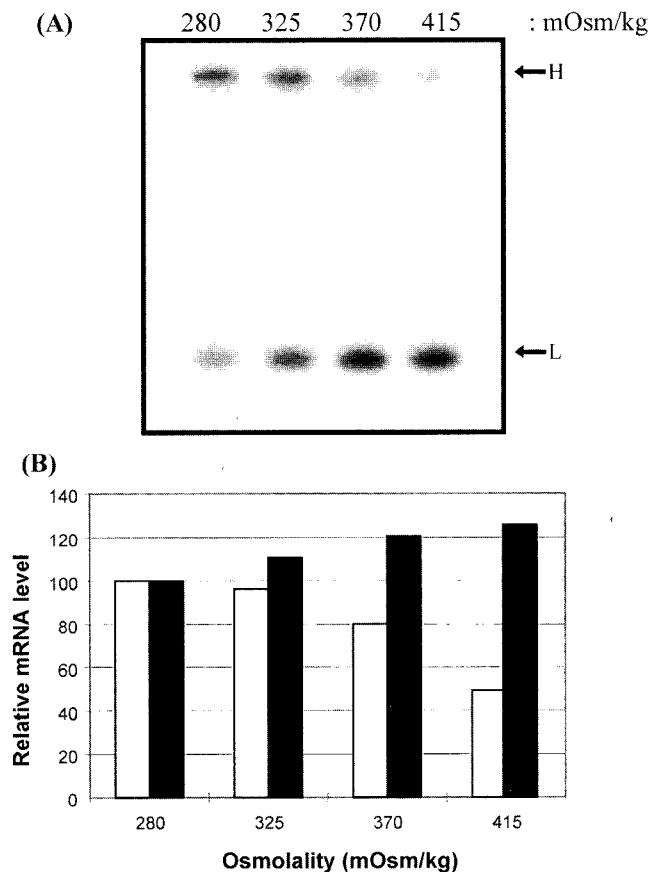 (A) 280 325 370 415 : mOsm/kg
H
L
(B)
140
120
100
80
60
40
20
0
Relative mRNA level
280 325 370 415
Osmolality (mOsm/kg)